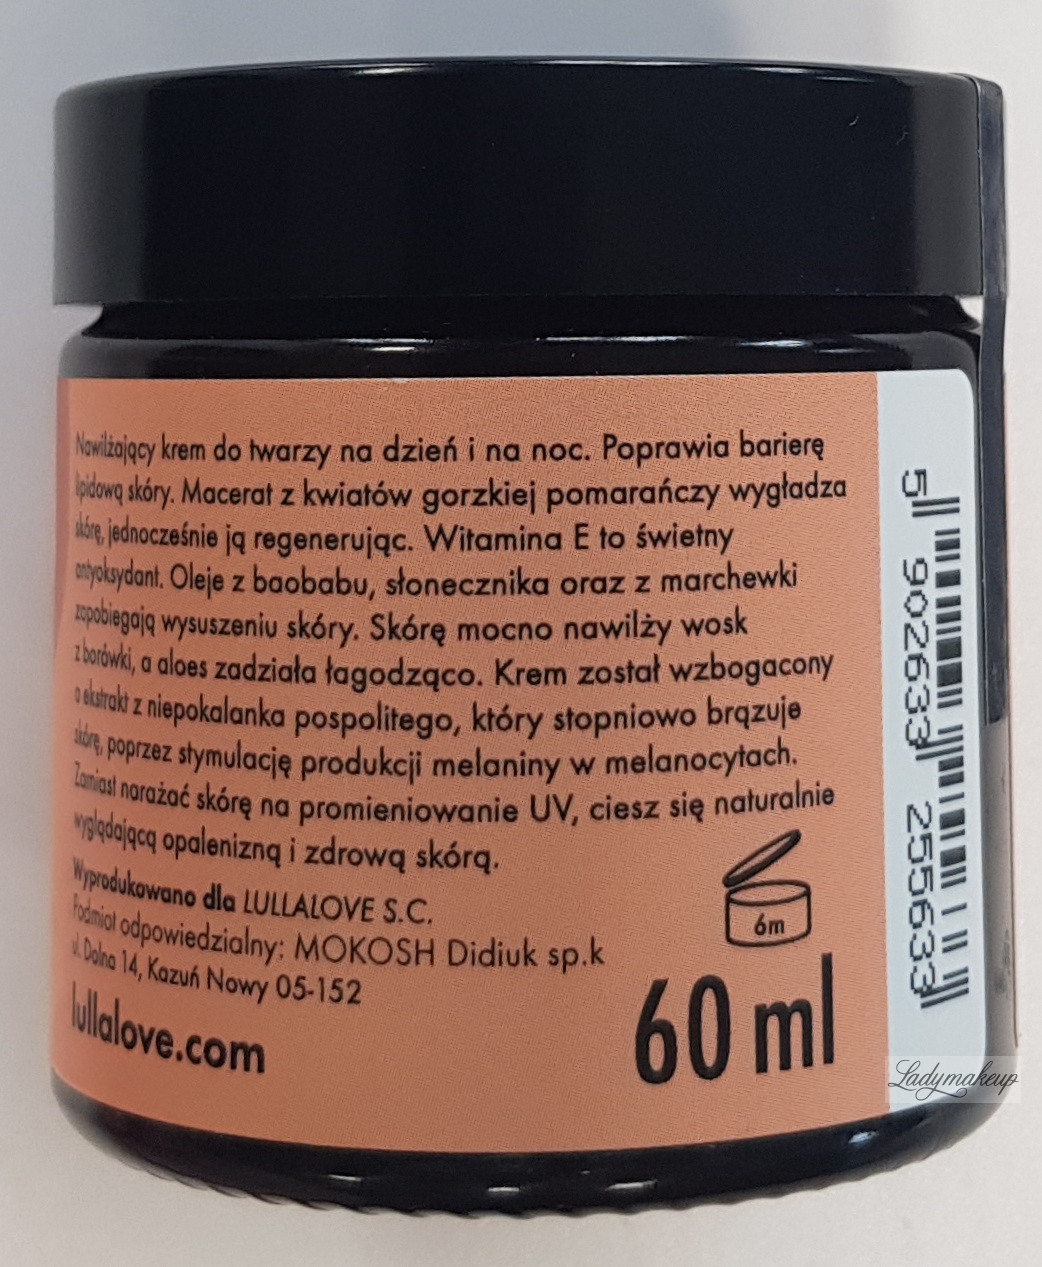 Nawilżający krem do twarzy na dzień i na noc. Poprawia barierę
lipidową skóry. Macerat z kwiatów gorzkiej pomarańczy wygładza
skórę, jednocześnie ją regenerując. Witamina E to świetny
antyoksydant. Oleje z baobabu, słonecznika oraz z marchewki
zapobiegają wysuszeniu skóry. Skórę mocno nawilży wosk
z borówki, a aloes zadziała łagodząco. Krem został wzbogacony
o ekstrakt z niepokalanka pospolitego, który stopniowo brązuje
skórę, poprzez stymulację produkcji melaniny w melanocytach.
Zamiast narażać skórę na promieniowanie UV, ciesz się naturalnie
wyglądającą opalenizną i zdrową skórą.
Wyprodukowano dla LULLALOVE S.C.
Podmiot odpowiedzialny: MOKOSH Didiuk sp.k
ul. Dolna 14, Kazuń Nowy 05-152
lullalove.com
6m
60 ml
5 902633 255633
Ladymakeup